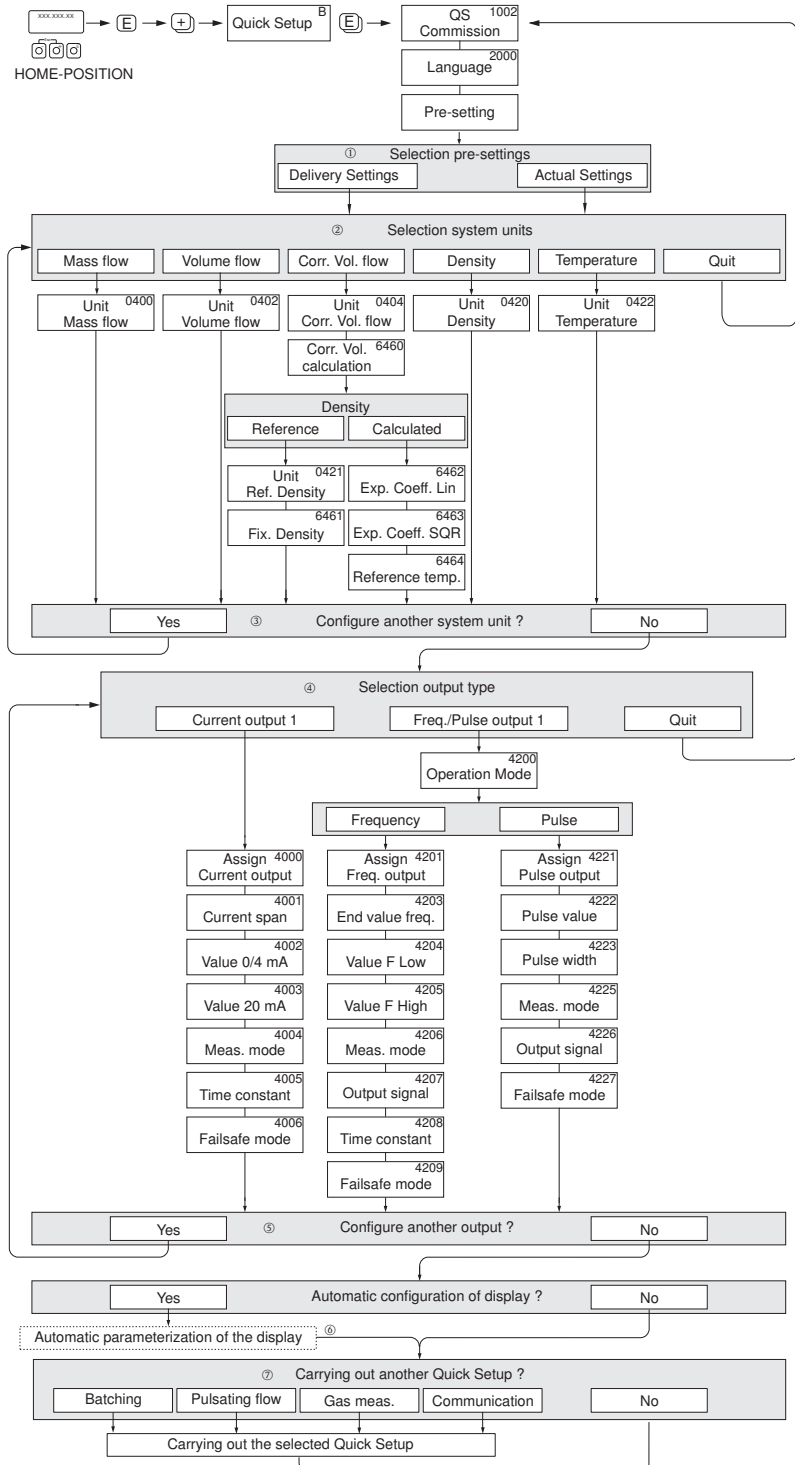 xxx.xxx.xx
E
+
Quick Setup B
E
QS 1002
Commission
HOME-POSITION
Language 2000
Pre-setting
① Selection pre-settings
Delivery Settings
Actual Settings
② Selection system units
Mass flow
Volume flow
Corr. Vol. flow
Density
Temperature
Quit
Unit 0400
Mass flow
Unit 0402
Volume flow
Unit 0404
Corr. Vol. flow
Unit 0420
Density
Unit 0422
Temperature
Corr. Vol. 6460
calculation
Density
Reference
Calculated
Unit 0421
Ref. Density
6462
Exp. Coeff. Lin
6461
Fix. Density
6463
Exp. Coeff. SQR
6464
Reference temp.
Yes
③ Configure another system unit ?
No
④ Selection output type
Current output 1
Freq./Pulse output 1
Quit
4200
Operation Mode
Frequency
Pulse
Assign 4000
Current output
Assign 4201
Freq. output
Assign 4221
Pulse output
4001
Current span
4203
End value freq.
4222
Pulse value
4002
Value 0/4 mA
4204
Value F Low
4223
Pulse width
4003
Value 20 mA
4205
Value F High
4225
Meas. mode
4004
Meas. mode
4206
Meas. mode
4226
Output signal
4005
Time constant
4207
Output signal
4227
Failsafe mode
4006
Failsafe mode
4208
Time constant
4209
Failsafe mode
Yes
⑤ Configure another output ?
No
Yes
Automatic configuration of display ?
No
Automatic parameterization of the display ⑥
⑦ Carrying out another Quick Setup ?
Batching
Pulsating flow
Gas meas.
Communication
No
Carrying out the selected Quick Setup